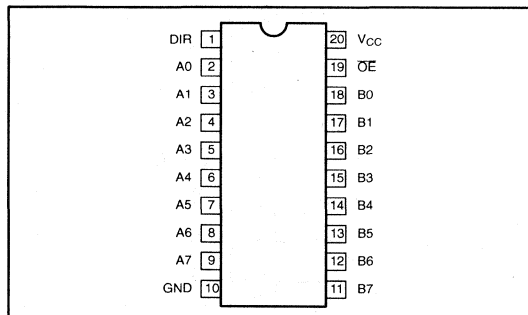 DIR 1 20 VCC
A0 2 19 OE
A1 3 18 B0
A2 4 17 B1
A3 5 16 B2
A4 6 15 B3
A5 7 14 B4
A6 8 13 B5
A7 9 12 B6
GND 10 11 B7